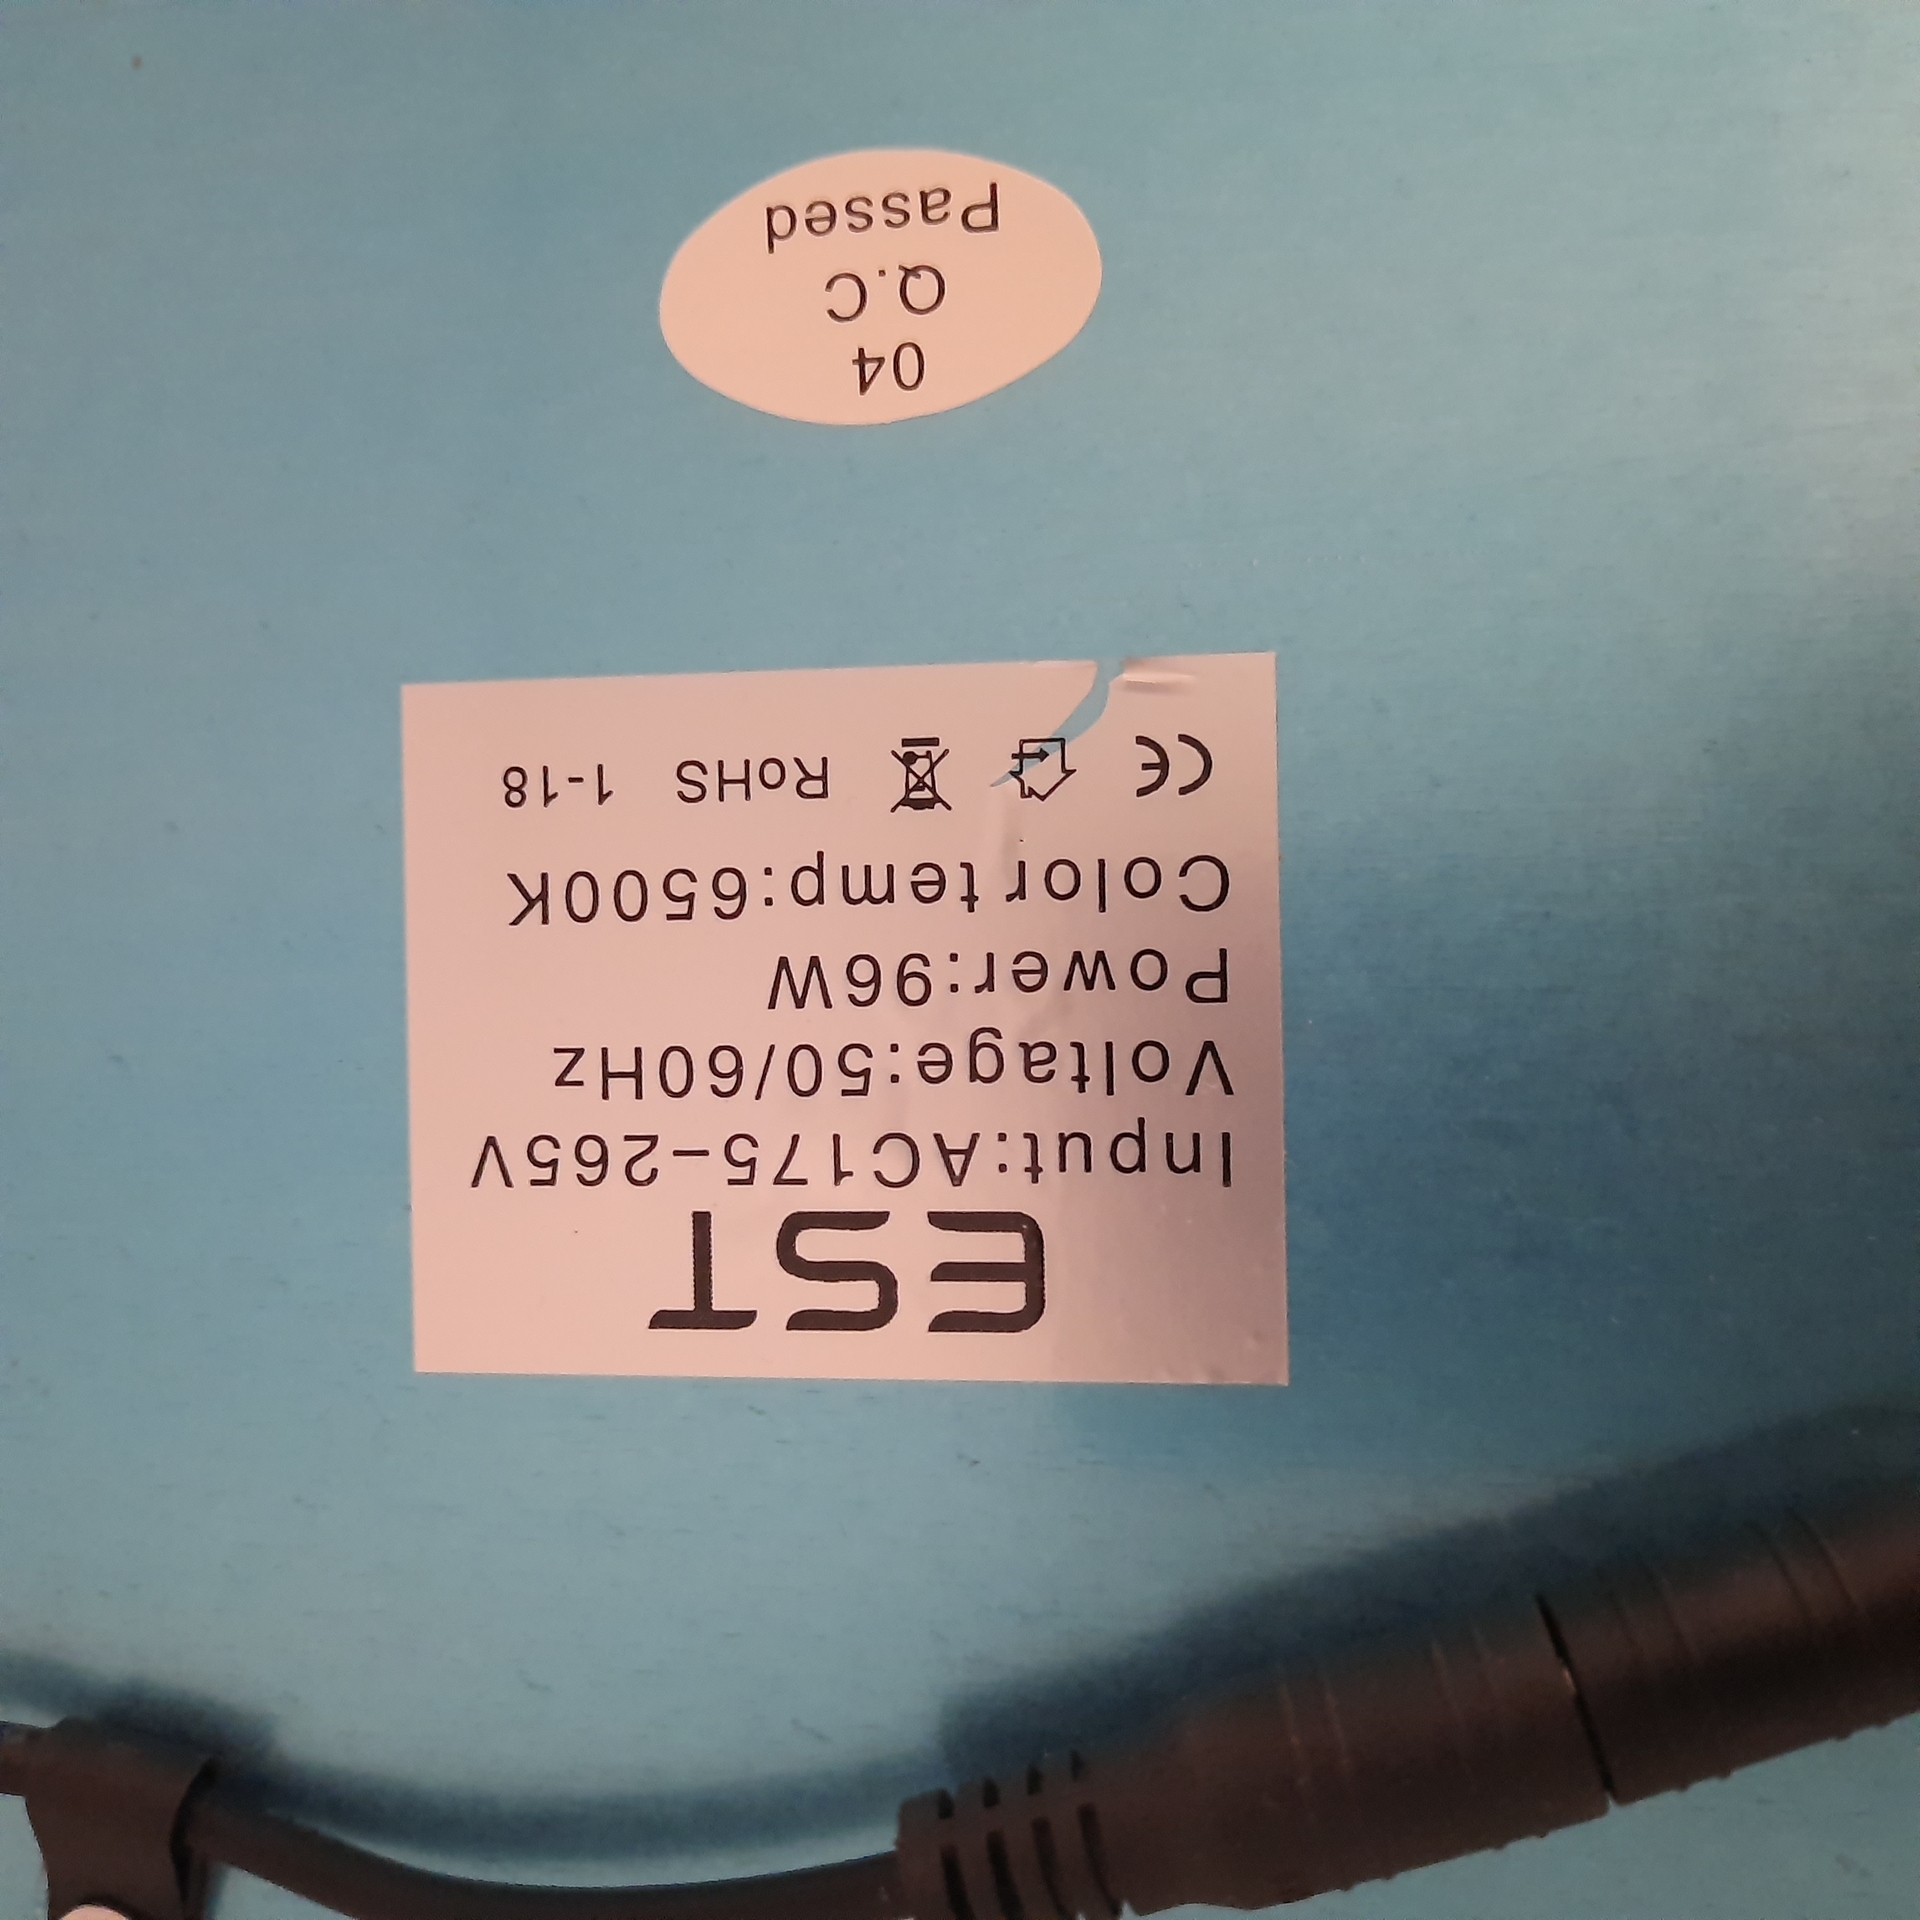 EST
Input:AC175-265V
Voltage:50/60Hz
Power:96W
Color temp:6500K
CE RoHS 1-18
04
Q.C
Passed